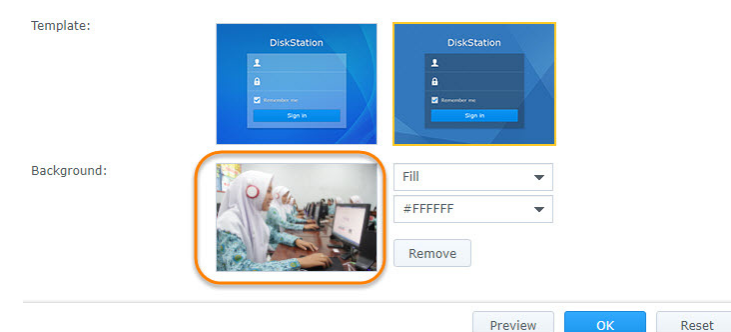 Template:
DiskStation
Remember me
Sign in
DiskStation
Remember me
Sign in
Background:
Fill
#FFFFFF
Remove
Preview
OK
Reset